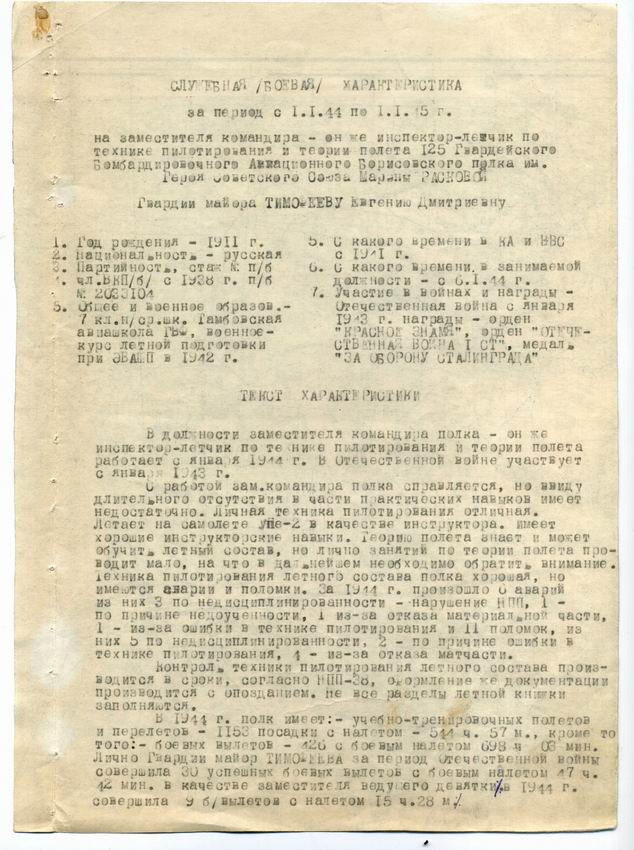 СЛУЖЕБНАЯ /БОЕВАЯ/ ХАРАКТЕРИСТИКА
за период с I.I.44 по I.I.45 г.
на заместителя командира - он же инспектор-летчик по
технике пилотирования и теории полета I25 Гвардейского
Бомбардировочного Авиационного Борисовского полка им.
Героя Советского Союза Марины РАСКОВОЙ
Гвардии майора ТИМОФЕЕВУ Евгению Дмитриевну
1. Год рождения - 1911 г.
2. Национальность - русская
3. Партийность, стаж № п/б
4. чл.ВКП/б/ с 1938 г. п/б
№ 2033104
5. Общее и военное образов.-
7 кл.н/ср.шк. Тамбовская
авиашкола ГВФ, военное-
курс летной подготовки
при ЭВАШП в 1942 г.
5. С какого времени в КА и ВВС
с 1941 г.
6. С какого времени в занимаемой
должности - с 6.1.44 г.
7. Участие в войнах и награды -
Отечественная война с января
1943 г. награды - орден
"КРАСНОЕ ЗНАМЯ", орден "ОТЕЧЕ-
СТВЕННАЯ ВОЙНА I СТ", медаль
"ЗА ОБОРОНУ СТАЛИНГРАДА"
ТЕКСТ ХАРАКТЕРИСТИКИ
В должности заместителя командира полка - он же
инспектор-летчик по технике пилотирования и теории полета
работает с января 1944 г. В Отечественной войне участвует
с января 1943 г.
С работой зам.командира полка справляется, но ввиду
длительного отсутствия в части практических навыков имеет
недостаточно. Личная техника пилотирования отличная.
Летает на самолете Упе-2 в качестве инструктора. имеет
хорошие инструкторские навыки. Теорию полета знает и может
обучить летный состав, но лично занятий по теории полета про-
водит мало, на что в дальнейшем необходимо обратить внимание.
Техника пилотирования летного состава полка хорошая, но
имеются аварии и поломки. За 1944 г. произошло 6 аварий
из них 3 по недисциплинированности - нарушение НПП, 1 -
по причине недоученности, 1 из-за отказа материальной части,
1 - из-за ошибки в технике пилотирования и 11 поломок, из
них 5 по недисциплинированности, 2 - по причине ошибки в
технике пилотирования, 4 - из-за отказа матчасти.
Контроль техники пилотирования летного состава произ-
водится в сроки, согласно НПП-38, оформление же документации
производится с опозданием. Не все разделы летной книжки
заполняются.
В 1944 г. полк имеет:- учебно-тренировочных полетов
и перелетов - 1153 посадки с налетом - 544 ч. 57 м., кроме то
того:- боевых вылетов - 426 с боевым налетом 698 ч 03 мин.
Лично Гвардии майор ТИМОФЕЕВА за период Отечественной войны
совершила 30 успешных боевых вылетов с боевым налетом 47 ч.
42 мин. в качестве заместителя ведущего девятки, в 1944 г.
совершила 9 б/вылетов с налетом 15 ч.28 м.